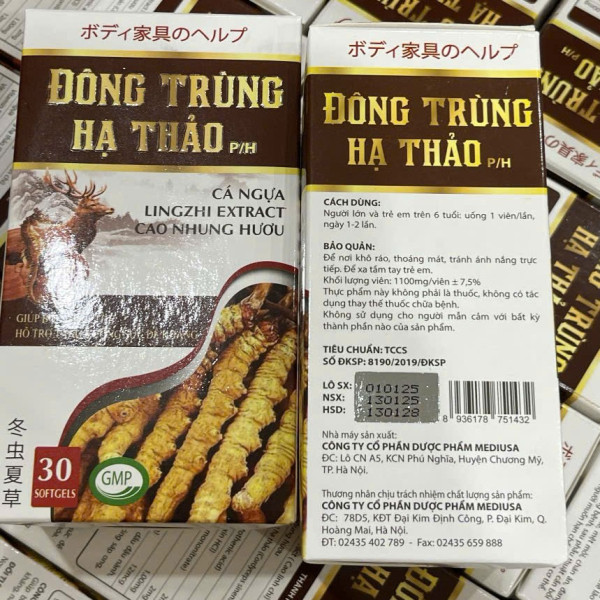 ボディ家具のヘルプ
ĐÔNG TRÙNG
HẠ THẢO P/H
CÁ NGỰA
LINGZHI EXTRACT
CAO NHUNG HƯƠU
冬虫夏草
30
SOFTGELS
GMP
ボディ家具のヘルプ
ĐÔNG TRÙNG
HẠ THẢO P/H
CÁCH DÙNG:
Người lớn và trẻ em trên 6 tuổi: uống 1 viên/lần,
ngày 1-2 lần.
BẢO QUẢN:
Để nơi khô ráo, thoáng mát, tránh ánh nắng trực
tiếp. Để xa tầm tay trẻ em.
Khối lượng viên: 1100mg/viên ± 7,5%
Thực phẩm này không phải là thuốc, không có tác
dụng thay thế thuốc chữa bệnh.
Không sử dụng cho người mẫn cảm với bất kỳ
thành phần nào của sản phẩm.
TIÊU CHUẨN: TCCS
SỐ ĐKSP: 8190/2019/ĐKSP
LÔ SX: 010125
NSX: 130125
HSD: 130128
8 936178 751432
Nhà máy sản xuất:
CÔNG TY CỔ PHẦN DƯỢC PHẨM MEDIUSA
ĐC: Lô CN A5, KCN Phú Nghĩa, Huyện Chương Mỹ,
TP. Hà Nội.
Thương nhân chịu trách nhiệm chất lượng sản phẩm:
CÔNG TY CỔ PHẦN DƯỢC PHẨM MEDIUSA
ĐC: 78D5, KĐT Đại Kim Định Công, P. Đại Kim, Q.
Hoàng Mai, Hà Nội.
ĐT: 02435 402 789 - Fax: 02435 659 888